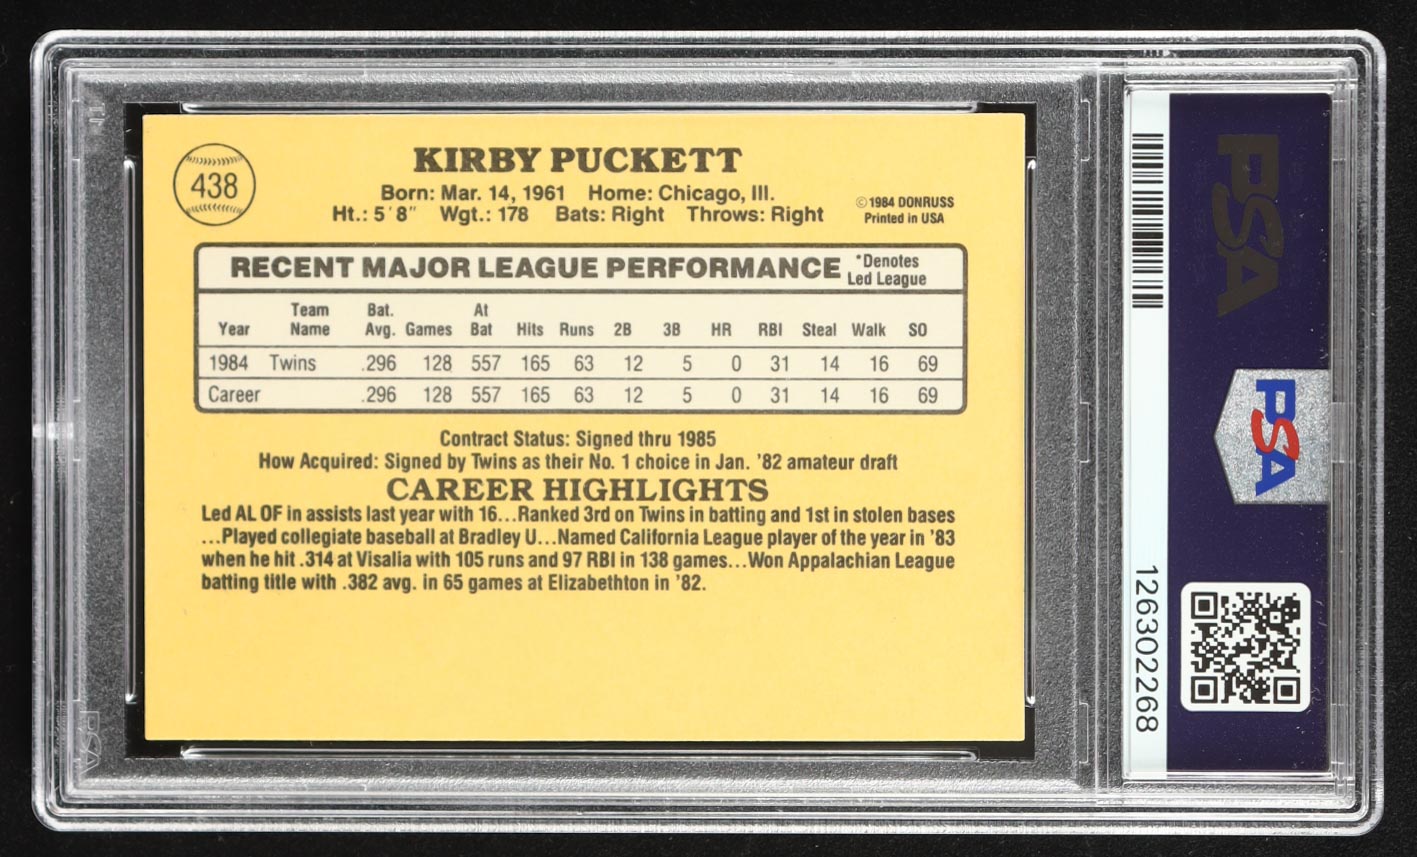 438
KIRBY PUCKETT
Born: Mar. 14, 1961 Home: Chicago, Ill.
Ht.: 5'8" Wgt.: 178 Bats: Right Throws: Right
© 1984 DONRUSS
Printed in USA
RECENT MAJOR LEAGUE PERFORMANCE
*Denotes
Led League
Year Team Name Bat. Avg. Games At Bat Hits Runs 2B 3B HR RBI Steal Walk SO
1984 Twins .296 128 557 165 63 12 5 0 31 14 16 69
Career .296 128 557 165 63 12 5 0 31 14 16 69
Contract Status: Signed thru 1985
How Acquired: Signed by Twins as their No. 1 choice in Jan. '82 amateur draft
CAREER HIGHLIGHTS
Led AL OF in assists last year with 16...Ranked 3rd on Twins in batting and 1st in stolen bases
...Played collegiate baseball at Bradley U...Named California League player of the year in '83
when he hit .314 at Visalia with 105 runs and 97 RBI in 138 games...Won Appalachian League
batting title with .382 avg. in 65 games at Elizabethton in '82.
PSA
PSA
126302268
PSA